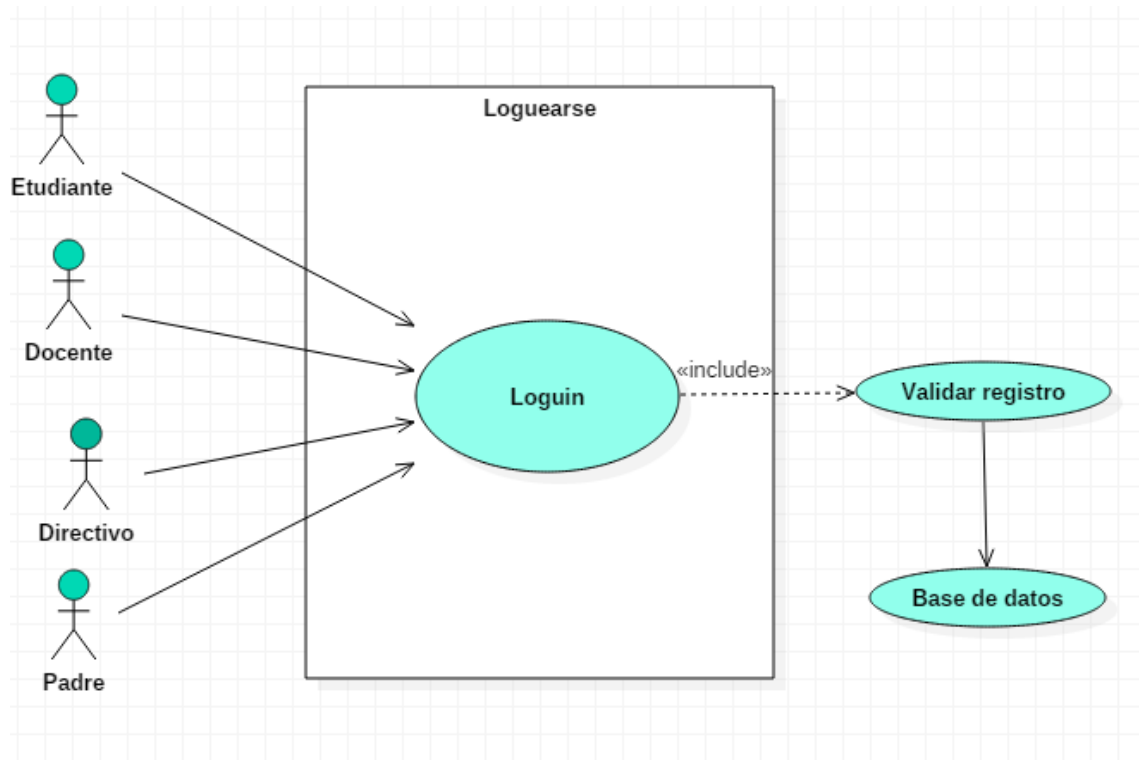 Loguearse
Etudiante
Docente
Loguin
«include»
Validar registro
Directivo
Base de datos
Padre